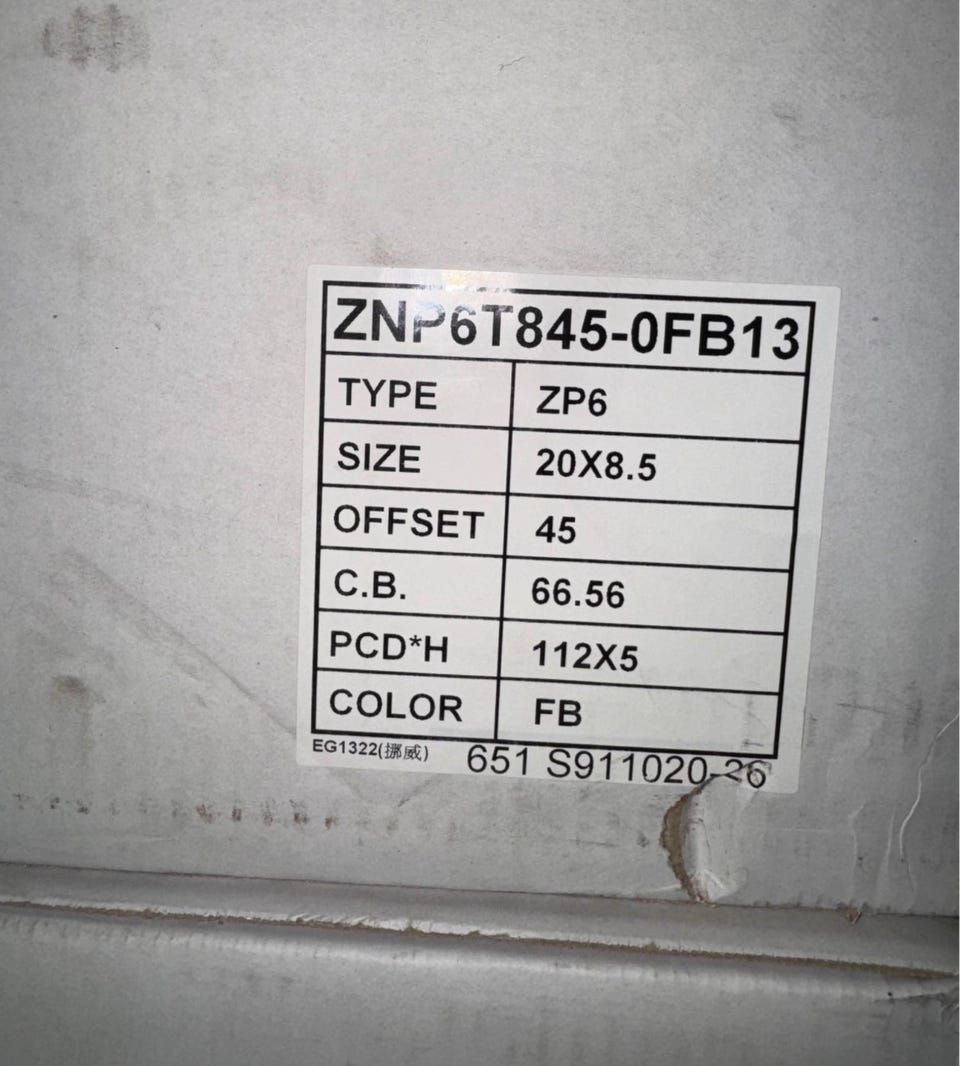 ZNP6T845-0FB13
TYPE ZP6
SIZE 20X8.5
OFFSET 45
C.B. 66.56
PCD*H 112X5
COLOR FB
EG1322(挪威) 651 S911020-26